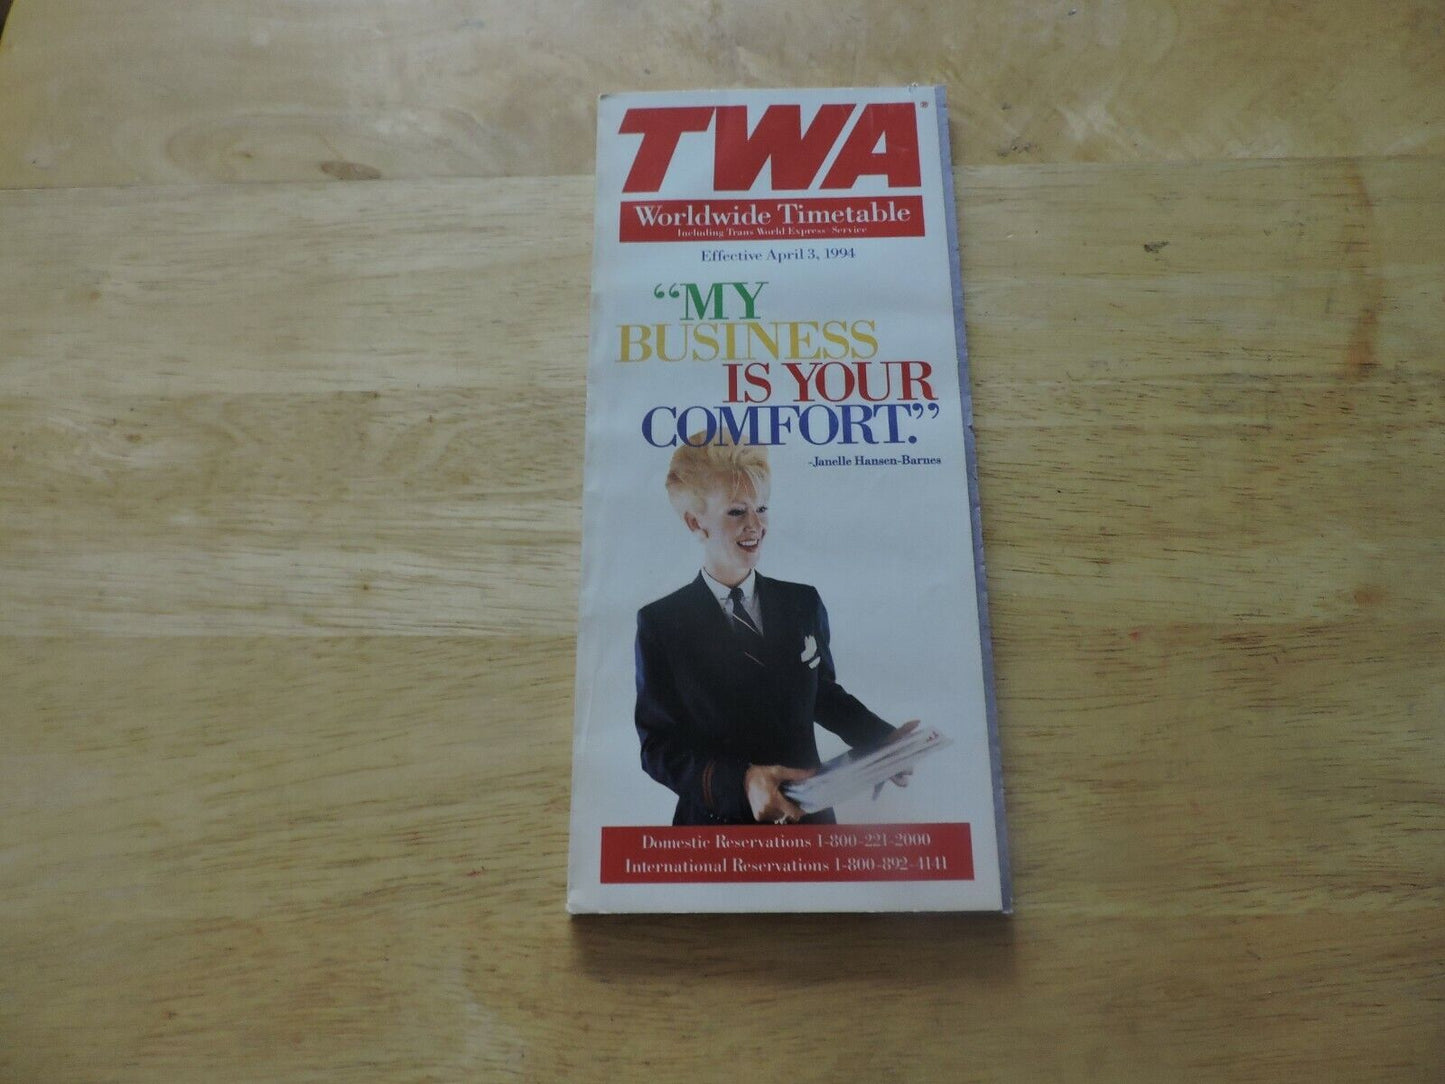 TWA®
Worldwide Timetable
Including Trans World Express Service
Effective April 3, 1994
“MY
BUSINESS
IS YOUR
COMFORT.”
-Janelle Hansen-Barnes
Domestic Reservations 1-800-221-2000
International Reservations 1-800-892-4141